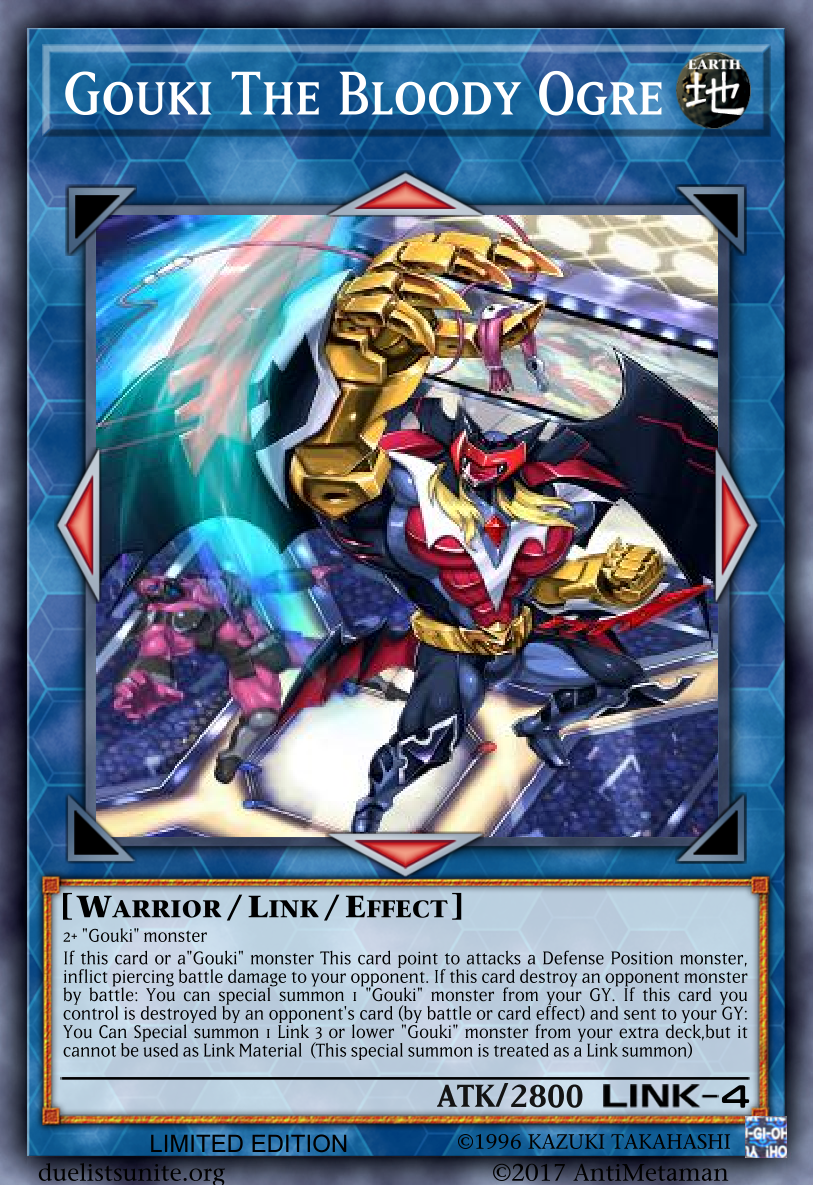 Gouki The Bloody Ogre
EARTH
地
[Warrior / Link / Effect]
2+ "Gouki" monster
If this card or a"Gouki" monster This card point to attacks a Defense Position monster,
inflict piercing battle damage to your opponent. If this card destroy an opponent monster
by battle: You can special summon 1 "Gouki" monster from your GY. If this card you
control is destroyed by an opponent's card (by battle or card effect) and sent to your GY:
You Can Special summon 1 Link 3 or lower "Gouki" monster from your extra deck,but it
cannot be used as Link Material (This special summon is treated as a Link summon)
ATK/2800 LINK-4
LIMITED EDITION ©1996 KAZUKI TAKAHASHI
duelistsunite.org ©2017 AntiMetaman